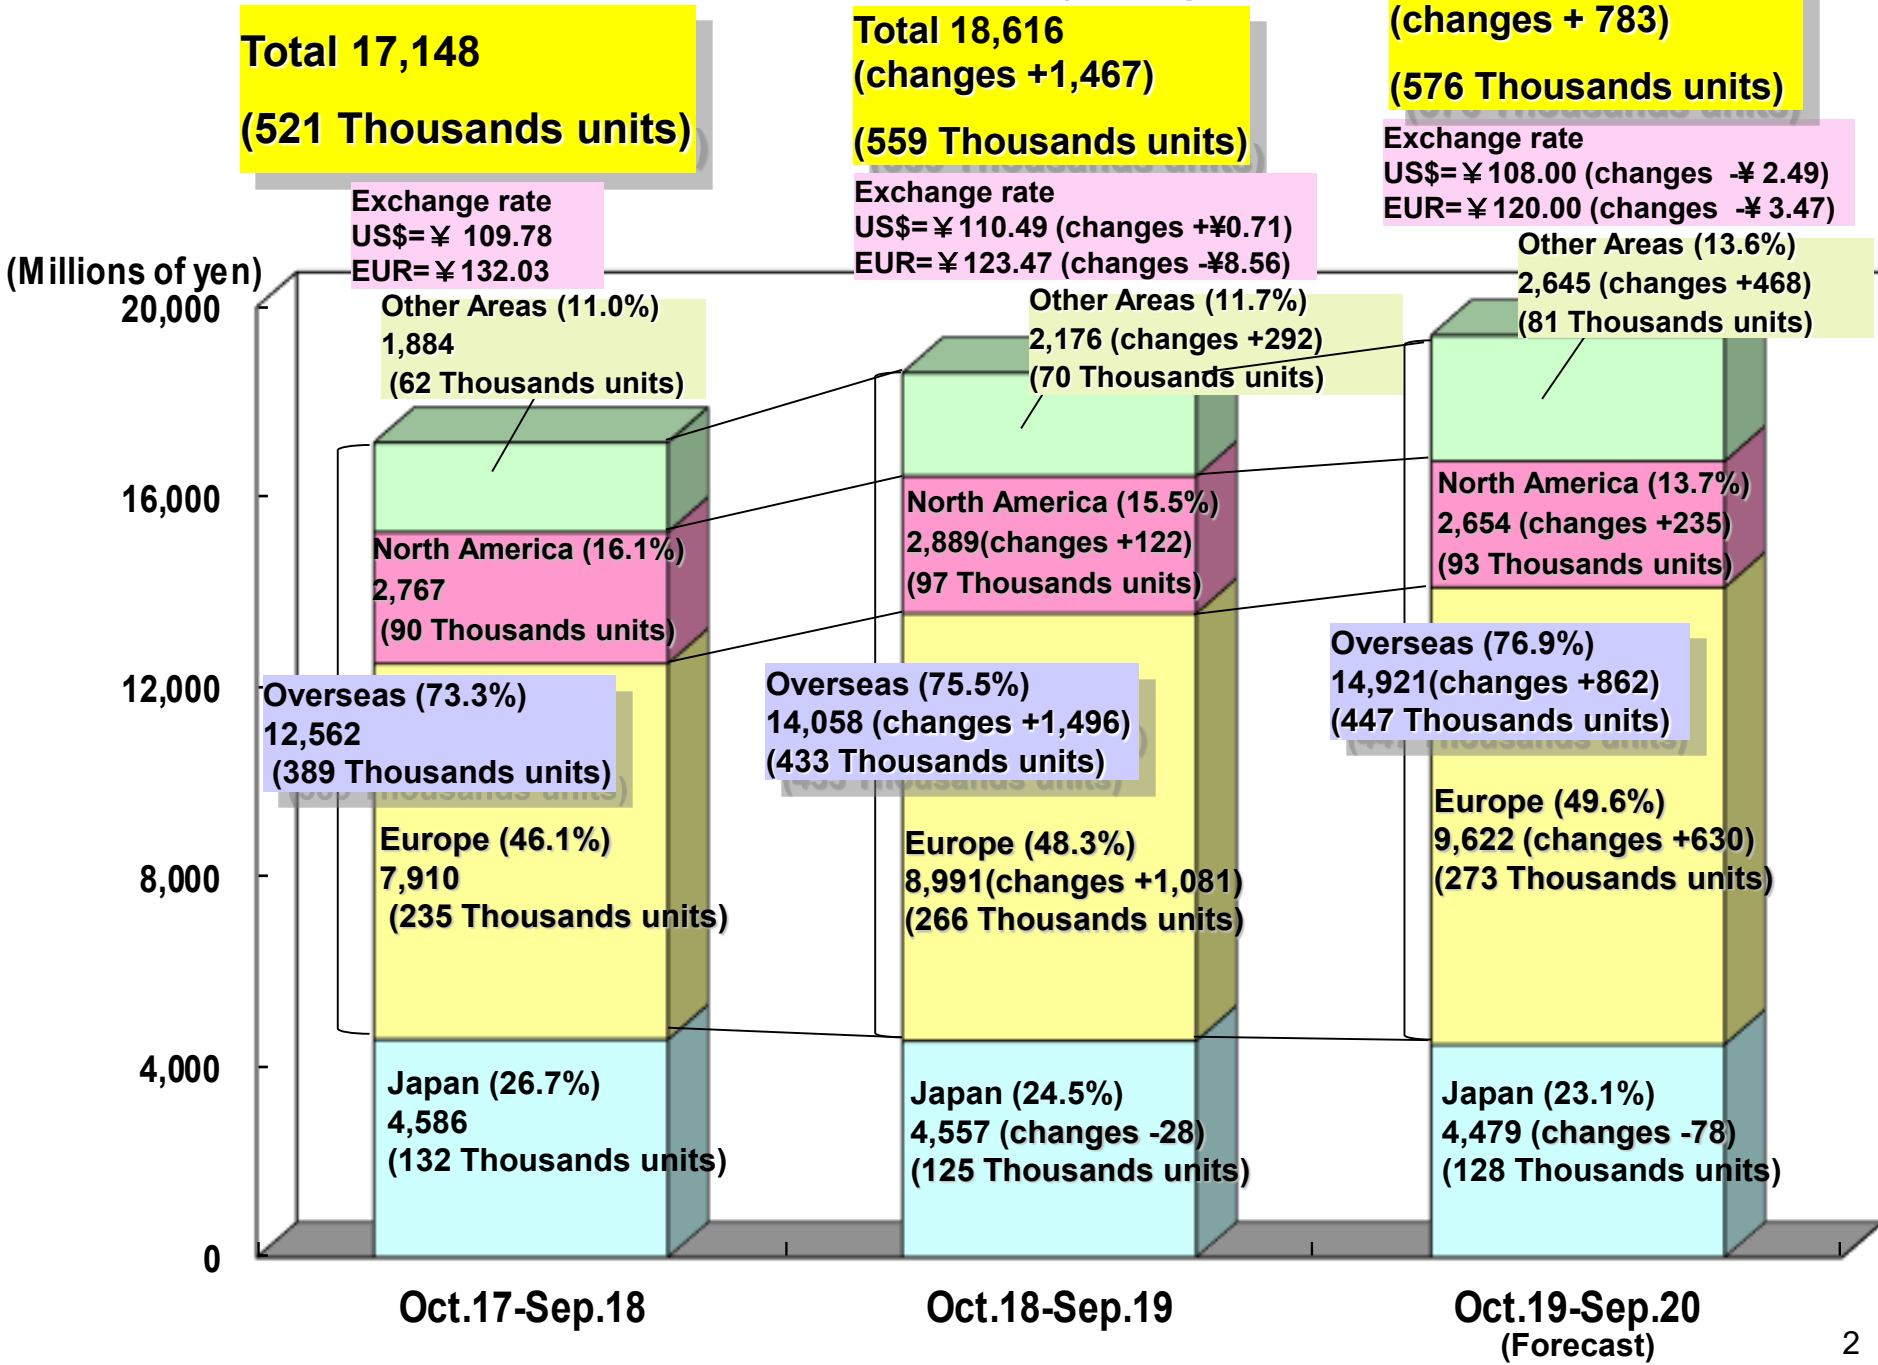 Total 17,148
(521 Thousands units)
Total 18,616
(changes +1,467)
(559 Thousands units)
(changes + 783)
(576 Thousands units)
Exchange rate
US$=¥ 109.78
EUR=¥132.03
Exchange rate
US$=¥110.49 (changes +¥0.71)
EUR=¥123.47 (changes -¥8.56)
Exchange rate
US$=¥108.00 (changes -¥ 2.49)
EUR=¥120.00 (changes -¥ 3.47)
(Millions of yen)
20,000
16,000
12,000
8,000
4,000
0
Other Areas (11.0%)
1,884
(62 Thousands units)
North America (16.1%)
2,767
(90 Thousands units)
Overseas (73.3%)
12,562
(389 Thousands units)
Europe (46.1%)
7,910
(235 Thousands units)
Japan (26.7%)
4,586
(132 Thousands units)
Other Areas (11.7%)
2,176 (changes +292)
(70 Thousands units)
North America (15.5%)
2,889(changes +122)
(97 Thousands units)
Overseas (75.5%)
14,058 (changes +1,496)
(433 Thousands units)
Europe (48.3%)
8,991(changes +1,081)
(266 Thousands units)
Japan (24.5%)
4,557 (changes -28)
(125 Thousands units)
Other Areas (13.6%)
2,645 (changes +468)
(81 Thousands units)
North America (13.7%)
2,654 (changes +235)
(93 Thousands units)
Overseas (76.9%)
14,921(changes +862)
(447 Thousands units)
Europe (49.6%)
9,622 (changes +630)
(273 Thousands units)
Japan (23.1%)
4,479 (changes -78)
(128 Thousands units)
Oct.17-Sep.18
Oct.18-Sep.19
Oct.19-Sep.20
(Forecast)
2